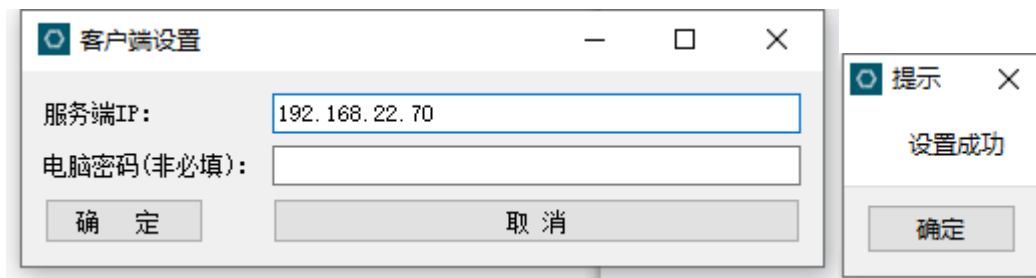 客户端设置
服务端IP: 192.168.22.70
电脑密码(非必填):
确 定 取 消
提示
设置成功
确定